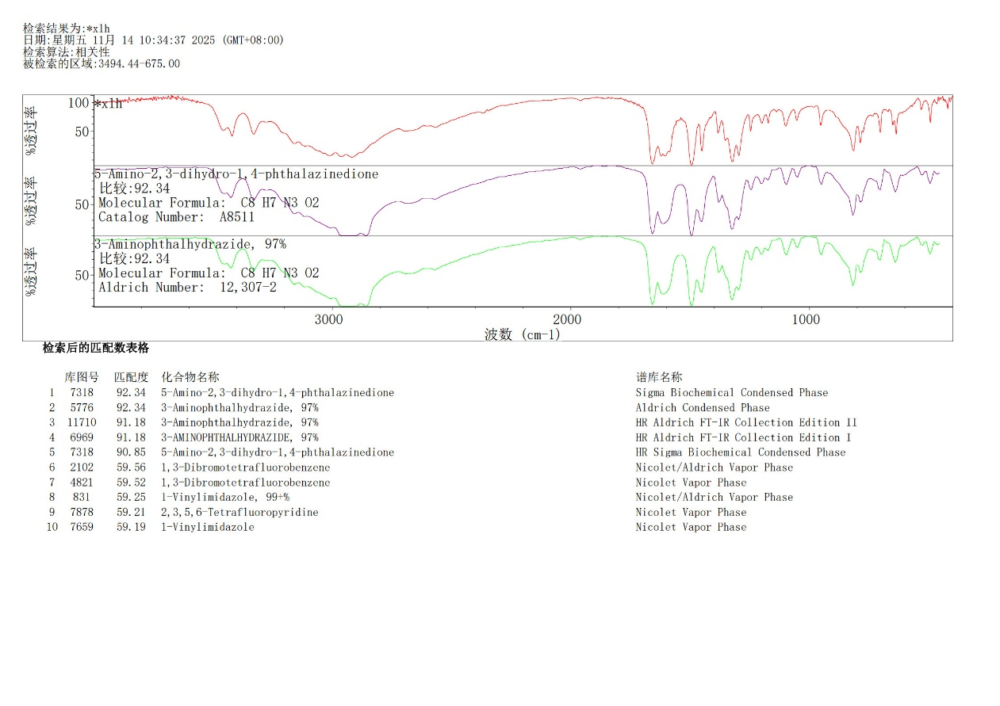 检索结果为:*xlh
日期:星期五 11月 14 10:34:37 2025 (GMT+08:00)
检索算法:相关性
被检索的区域:3494.44-675.00
100
*xlh
50
%透过率
5-Amino-2,3-dihydro-1,4-phthalazinedione
比较:92.34
Molecular Formula: C8 H7 N3 O2
Catalog Number: A8511
50
%透过率
3-Aminophthalhydrazide, 97%
比较:92.34
Molecular Formula: C8 H7 N3 O2
Aldrich Number: 12,307-2
50
%透过率
3000 2000 1000
波数 (cm-1)
检索后的匹配数表格
库图号 匹配度 化合物名称 谱库名称
1 7318 92.34 5-Amino-2,3-dihydro-1,4-phthalazinedione Sigma Biochemical Condensed Phase
2 5776 92.34 3-Aminophthalhydrazide, 97% Aldrich Condensed Phase
3 11710 91.18 3-Aminophthalhydrazide, 97% HR Aldrich FT-IR Collection Edition II
4 6969 91.18 3-AMINOPHTHALHYDRAZIDE, 97% HR Aldrich FT-IR Collection Edition I
5 7318 90.85 5-Amino-2,3-dihydro-1,4-phthalazinedione HR Sigma Biochemical Condensed Phase
6 2102 59.56 1,3-Dibromotetrafluorobenzene Nicolet/Aldrich Vapor Phase
7 4821 59.52 1,3-Dibromotetrafluorobenzene Nicolet Vapor Phase
8 831 59.25 1-Vinylimidazole, 99+% Nicolet/Aldrich Vapor Phase
9 7878 59.21 2,3,5,6-Tetrafluoropyridine Nicolet Vapor Phase
10 7659 59.19 1-Vinylimidazole Nicolet Vapor Phase